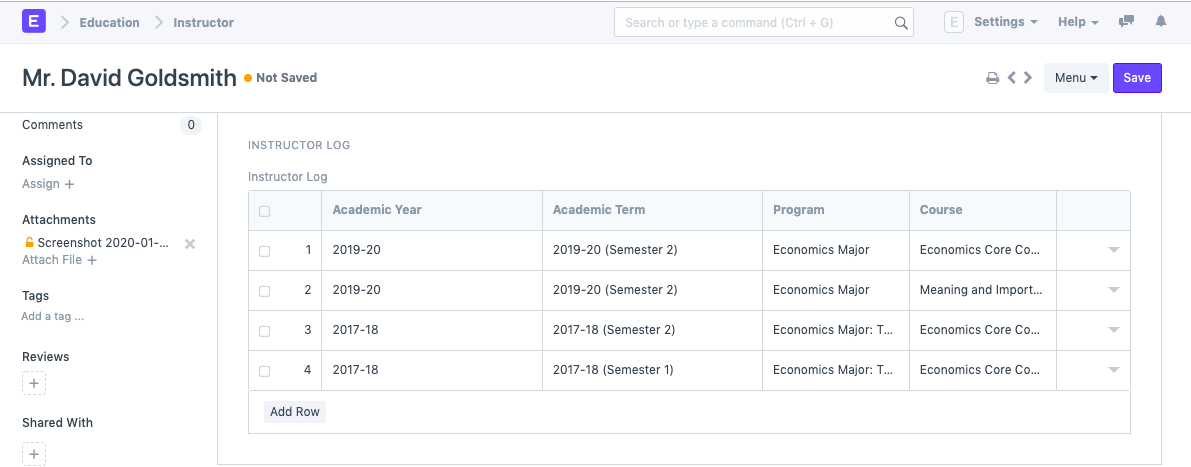 E Education Instructor Search or type a command (Ctrl + G) E Settings Help
Mr. David Goldsmith Not Saved Menu Save
Comments 0
Assigned To
Assign +
Attachments
Screenshot 2020-01-...
Attach File +
Tags
Add a tag ...
Reviews
+
Shared With
+
INSTRUCTOR LOG
Instructor Log
Academic Year Academic Term Program Course
1 2019-20 2019-20 (Semester 2) Economics Major Economics Core Co...
2 2019-20 2019-20 (Semester 2) Economics Major Meaning and Import...
3 2017-18 2017-18 (Semester 2) Economics Major: T... Economics Core Co...
4 2017-18 2017-18 (Semester 1) Economics Major: T... Economics Core Co...
Add Row